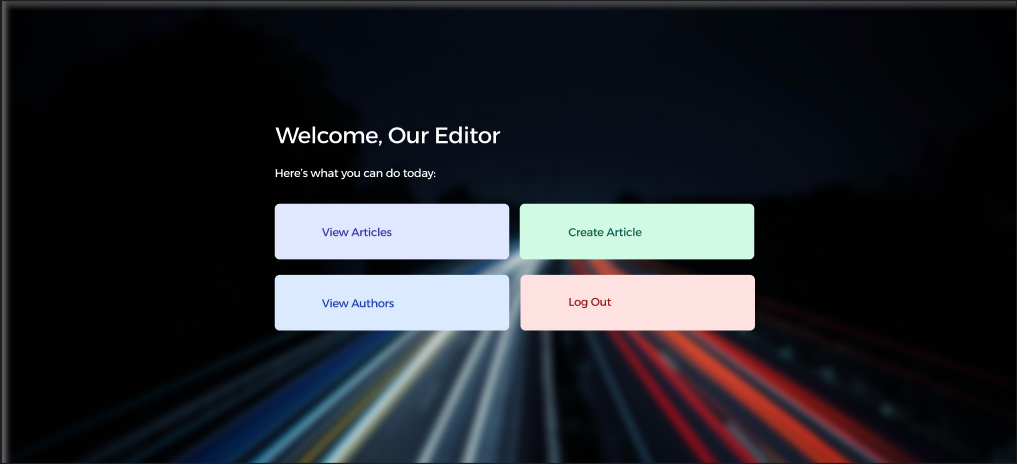 Welcome, Our Editor
Here's what you can do today:
View Articles
Create Article
View Authors
Log Out